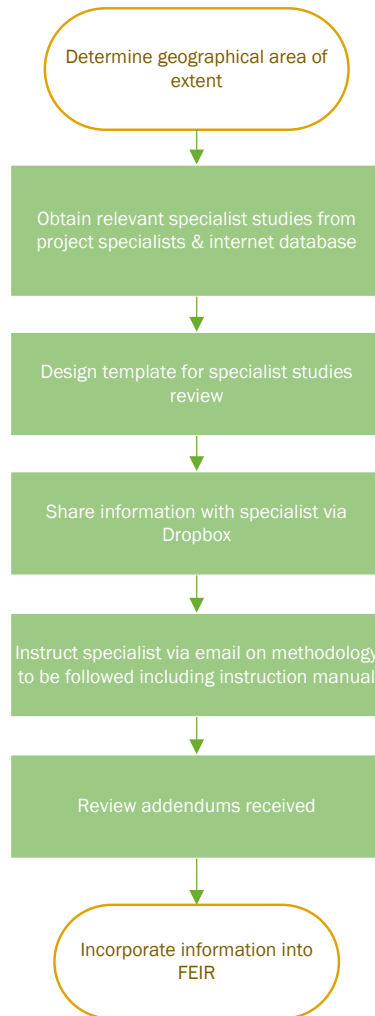 Determine geographical area of
extent
Obtain relevant specialist studies from
project specialists & internet database
Design template for specialist studies
review
Share information with specialist via
Dropbox
Instruct specialist via email on methodology
to be followed including instruction manual
Review addendums received
Incorporate information into
FEIR